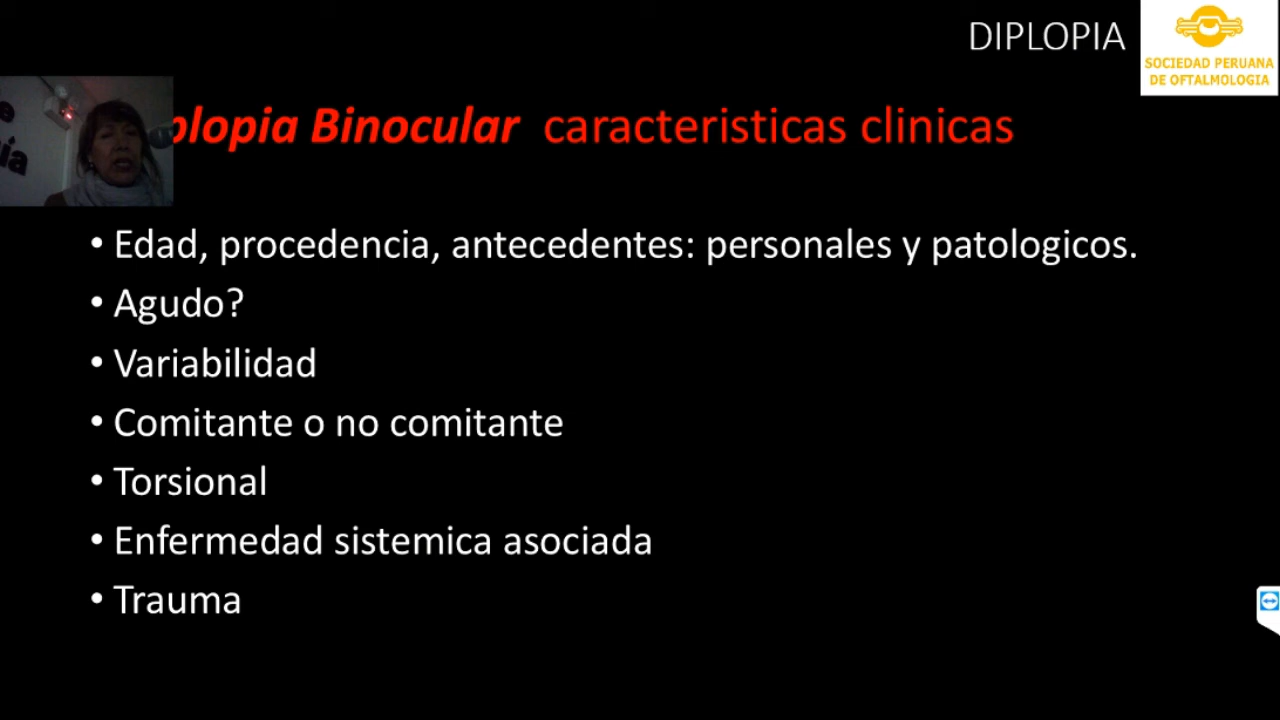 DIPLOPIA
SOCIEDAD PERUANA
DE OFTALMOLOGIA
plopia Binocular caracteristicas clinicas
• Edad, procedencia, antecedentes: personales y patologicos.
• Agudo?
• Variabilidad
• Comitante o no comitante
• Torsional
• Enfermedad sistemica asociada
• Trauma